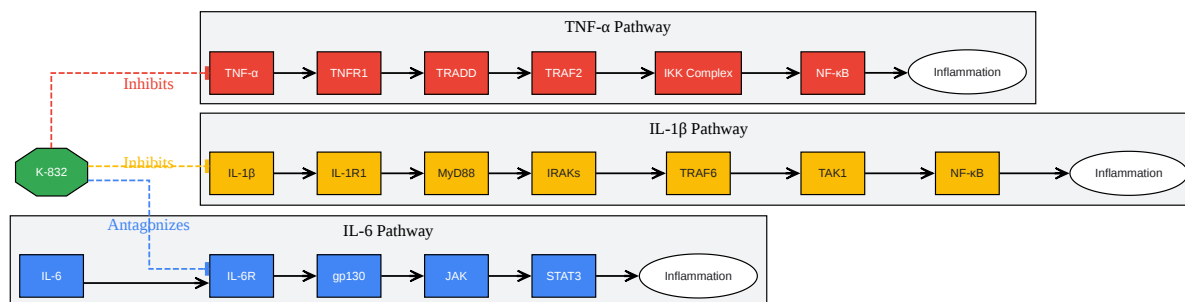 TNF-α Pathway
TNF-α
TNFR1
TRADD
TRAF2
IKK Complex
NF-κB
Inflammation
Inhibits
IL-1β Pathway
K-832
Inhibits
IL-1β
IL-1R1
MyD88
IRAKs
TRAF6
TAK1
NF-κB
Inflammation
Antagonizes
IL-6 Pathway
IL-6
IL-6R
gp130
JAK
STAT3
Inflammation